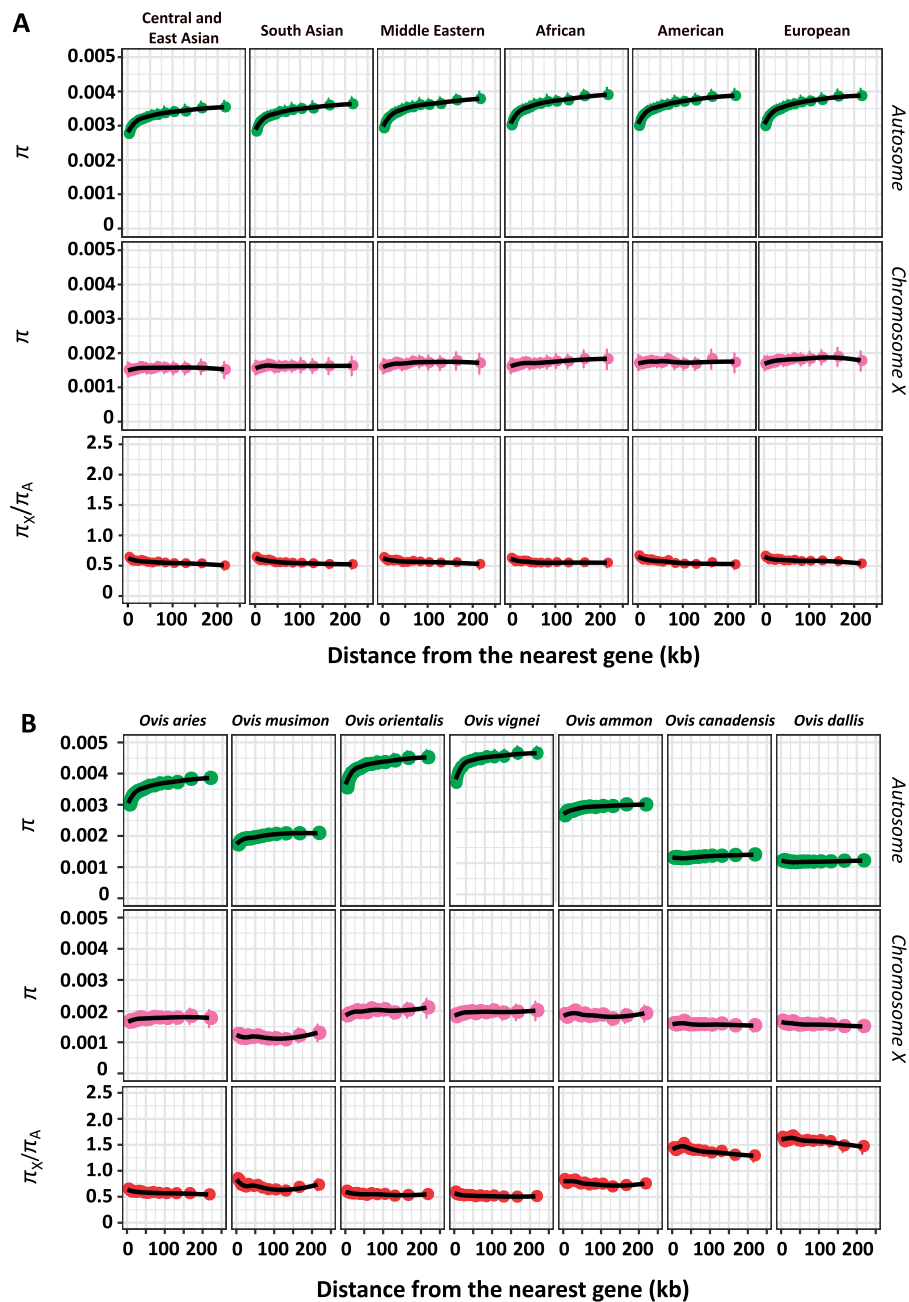 A
Central and
East Asian
South Asian
Middle Eastern
African
American
European
0.005
0.004
0.003
0.002
0.001
0
π
Autosome
0.005
0.004
0.003
0.002
0.001
0
π
Chromosome X
2.5
2.0
1.5
1.0
0.5
0
πX/πA
0 100 200 0 100 200 0 100 200 0 100 200 0 100 200 0 100 200
Distance from the nearest gene (kb)
B
Ovis aries
Ovis musimon
Ovis orientalis
Ovis vignei
Ovis ammon
Ovis canadensis
Ovis dallis
0.005
0.004
0.003
0.002
0.001
0
π
Autosome
0.005
0.004
0.003
0.002
0.001
0
π
Chromosome X
2.5
2.0
1.5
1.0
0.5
0
πX/πA
0 100 200 0 100 200 0 100 200 0 100 200 0 100 200 0 100 200 0 100 200
Distance from the nearest gene (kb)